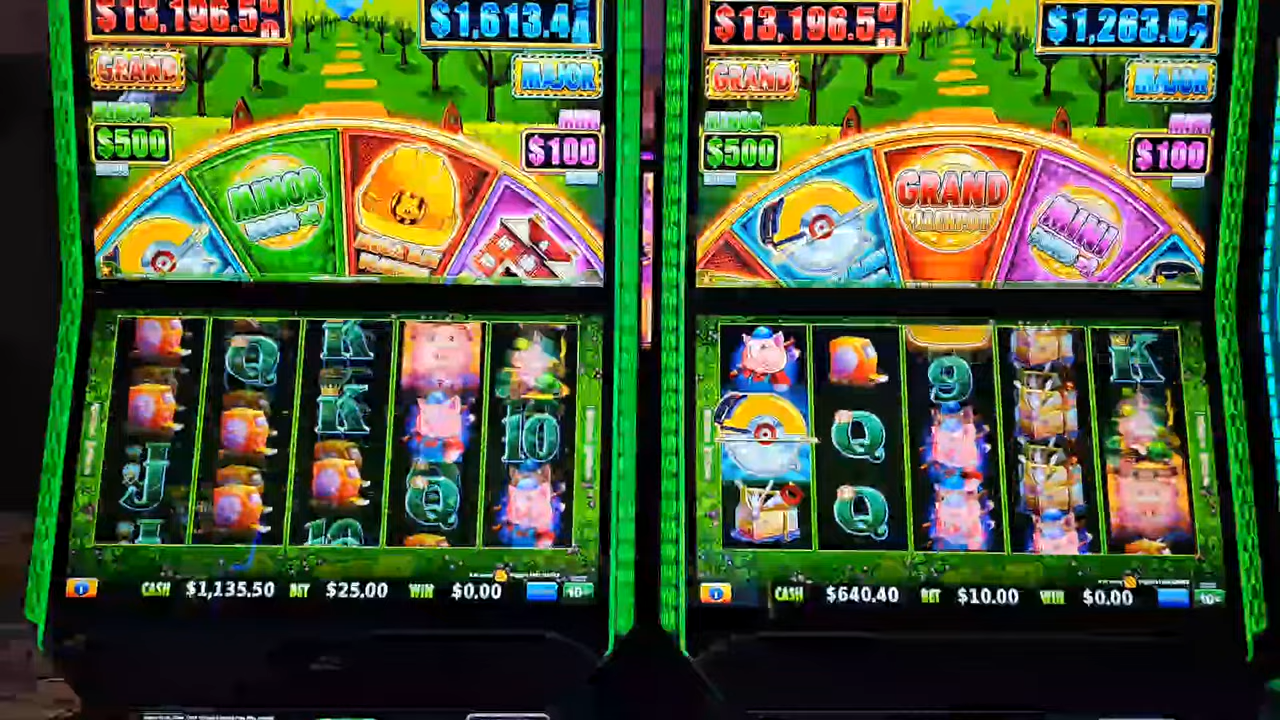 $13,196.5
$1,613.4
GRAND
MAJOR
$500
$100
MINOR
K
Q
K
J
10
Q
10
CASH $1,135.50 BET $25.00 WIN $0.00
$13,196.5
$1,263.6
GRAND
MAJOR
$500
$100
GRAND
JACKPOT
MINI
K
9
Q
Q
CASH $640.40 BET $10.00 WIN $0.00